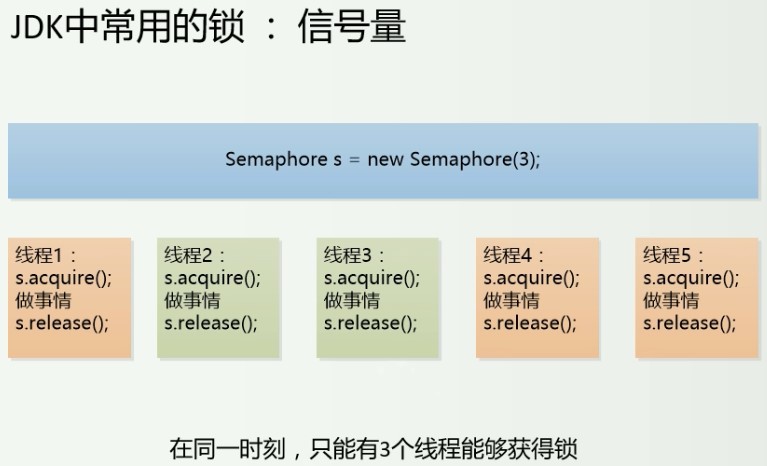 JDK中常用的锁 ： 信号量
Semaphore s = new Semaphore(3);
线程1：
s.acquire();
做事情
s.release();
线程2：
s.acquire();
做事情
s.release();
线程3：
s.acquire();
做事情
s.release();
线程4：
s.acquire();
做事情
s.release();
线程5：
s.acquire();
做事情
s.release();
在同一时刻，只能有3个线程能够获得锁